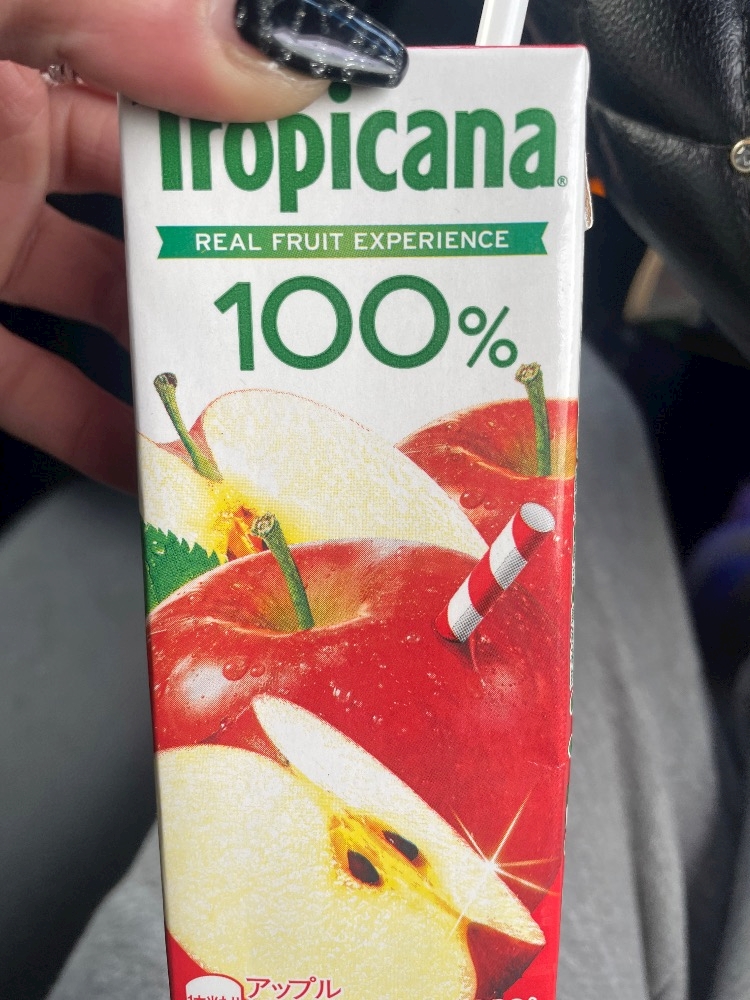 Tropicana®
REAL FRUIT EXPERIENCE
100%
アップル